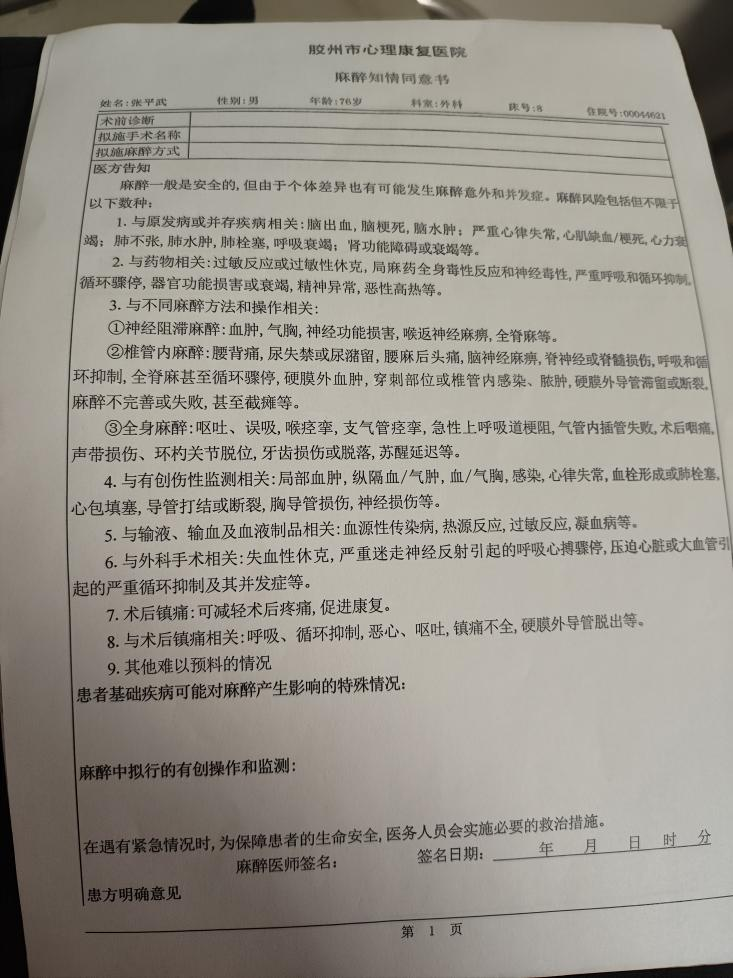 胶州市心理康复医院
麻醉知情同意书
姓名:张平武 性别:男 年龄:76岁 科室:外科 床号:8 住院号:00044621
术前诊断
拟施手术名称
拟施麻醉方式
医方告知
麻醉一般是安全的,但由于个体差异也有可能发生麻醉意外和并发症。麻醉风险包括但不限于
以下数种:
1. 与原发病或并存疾病相关:脑出血,脑梗死,脑水肿;严重心律失常,心肌缺血/梗死,心力衰
竭;肺不张,肺水肿,肺栓塞,呼吸衰竭;肾功能障碍或衰竭等。
2. 与药物相关:过敏反应或过敏性休克,局麻药全身毒性反应和神经毒性,严重呼吸和循环抑制,
循环骤停,器官功能损害或衰竭,精神异常,恶性高热等。
3. 与不同麻醉方法和操作相关:
①神经阻滞麻醉:血肿,气胸,神经功能损害,喉返神经麻痹,全脊麻等。
②椎管内麻醉:腰背痛,尿失禁或尿潴留,腰麻后头痛,脑神经麻痹,脊神经或脊髓损伤,呼吸和循
环抑制,全脊麻甚至循环骤停,硬膜外血肿,穿刺部位或椎管内感染、脓肿,硬膜外导管滞留或断裂,
麻醉不完善或失败,甚至截瘫等。
③全身麻醉:呕吐、误吸,喉痉挛,支气管痉挛,急性上呼吸道梗阻,气管内插管失败,术后咽痛,
声带损伤、环杓关节脱位,牙齿损伤或脱落,苏醒延迟等。
4. 与有创伤性监测相关:局部血肿,纵隔血/气肿,血/气胸,感染,心律失常,血栓形成或肺栓塞,
心包填塞,导管打结或断裂,胸导管损伤,神经损伤等。
5. 与输液、输血及血液制品相关:血源性传染病,热源反应,过敏反应,凝血病等。
6. 与外科手术相关:失血性休克,严重迷走神经反射引起的呼吸心搏骤停,压迫心脏或大血管引
起的严重循环抑制及其并发症等。
7. 术后镇痛:可减轻术后疼痛,促进康复。
8. 与术后镇痛相关:呼吸、循环抑制,恶心、呕吐,镇痛不全,硬膜外导管脱出等。
9. 其他难以预料的情况
患者基础疾病可能对麻醉产生影响的特殊情况:
麻醉中拟行的有创操作和监测:
在遇有紧急情况时,为保障患者的生命安全,医务人员会实施必要的救治措施。
麻醉医师签名: 签名日期: 年 月 日 时 分
患方明确意见
第 1 页